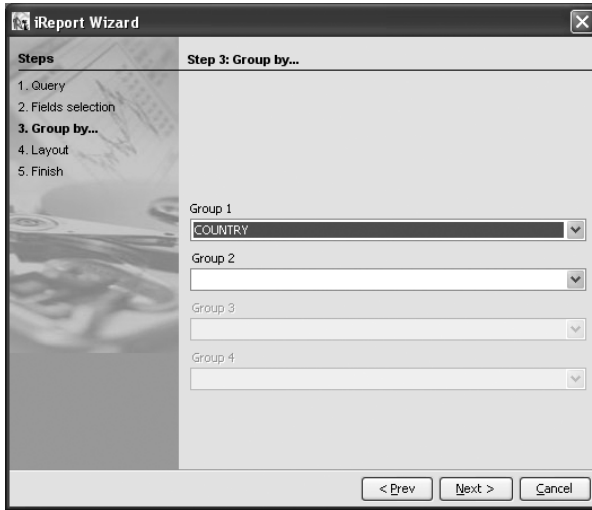 iReport Wizard
Steps
1. Query
2. Fields selection
3. Group by...
4. Layout
5. Finish
Step 3: Group by...
Group 1
COUNTRY
Group 2
Group 3
Group 4
< Prev
Next >
Cancel